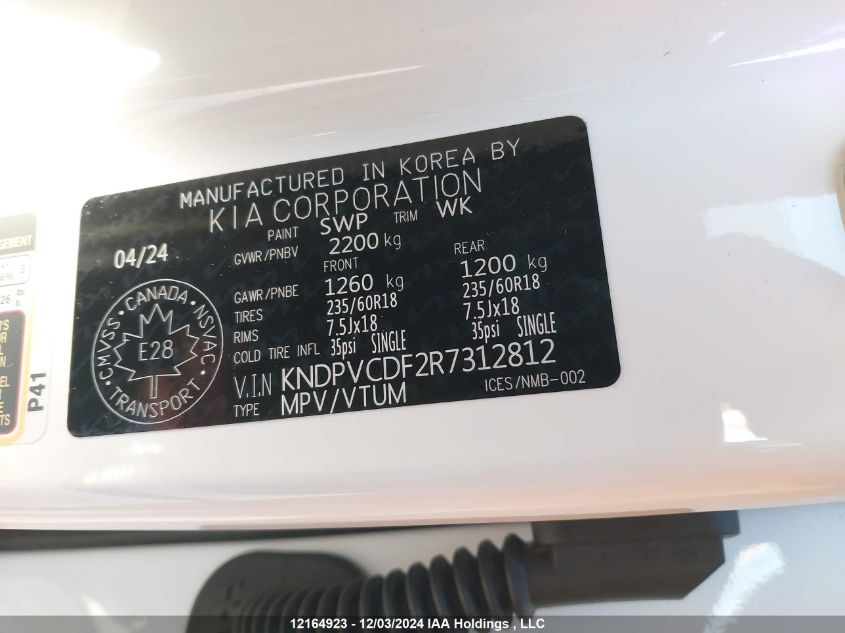 MANUFACTURED IN KOREA BY
KIA CORPORATION
PAINT SWP TRIM WK
04/24 GVWR/PNBV 2200 kg
FRONT REAR
GAWR/PNBE 1260 kg 1200 kg
TIRES 235/60R18 235/60R18
RIMS 7.5Jx18 7.5Jx18
COLD TIRE INFL 35psi SINGLE 35psi SINGLE
V.I.N KNDPVCDF2R7312812
TYPE MPV/VTUM ICES/NMB-002
CANADA
CMVSS NSVAC
E28
TRANSPORT
P41
12164923 - 12/03/2024 IAA Holdings , LLC